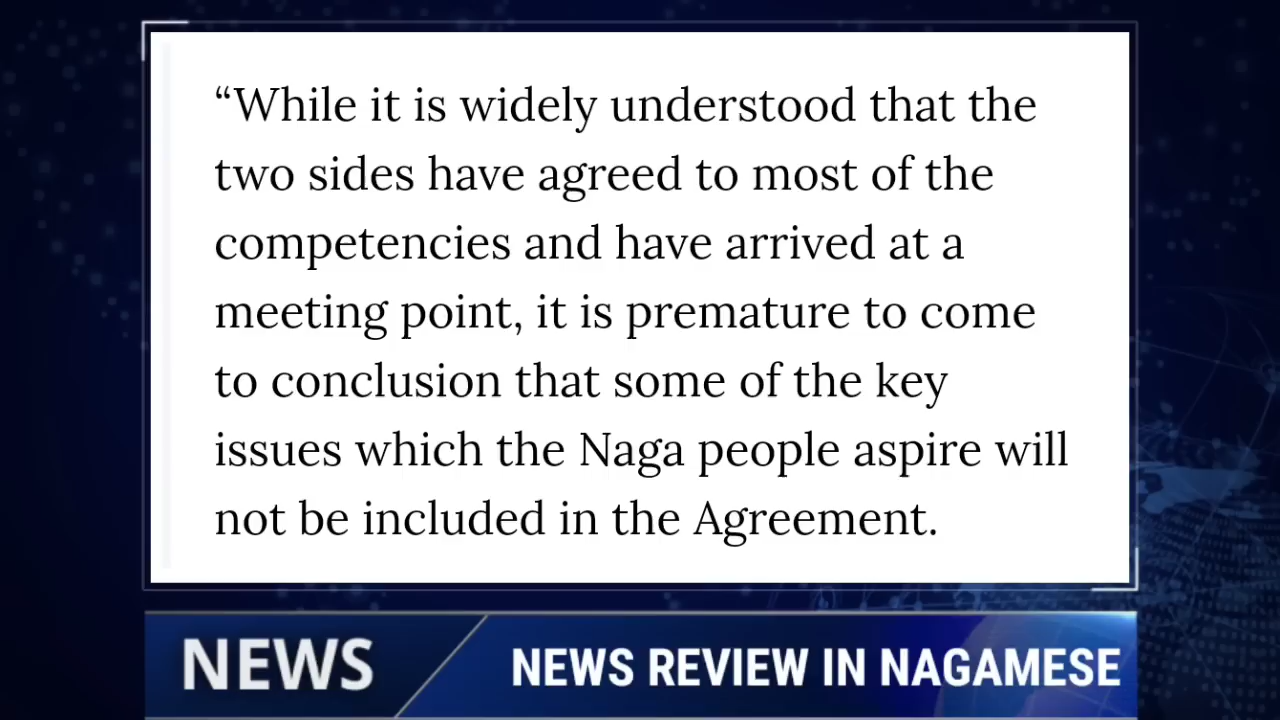 “While it is widely understood that the
two sides have agreed to most of the
competencies and have arrived at a
meeting point, it is premature to come
to conclusion that some of the key
issues which the Naga people aspire will
not be included in the Agreement.
NEWS
NEWS REVIEW IN NAGAMESE